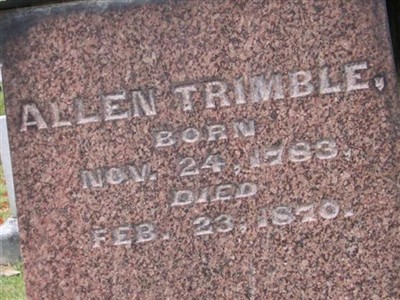 ALLEN TRIMBLE,
BORN
NOV. 24, 1783.
DIED
FEB. 23, 1870.